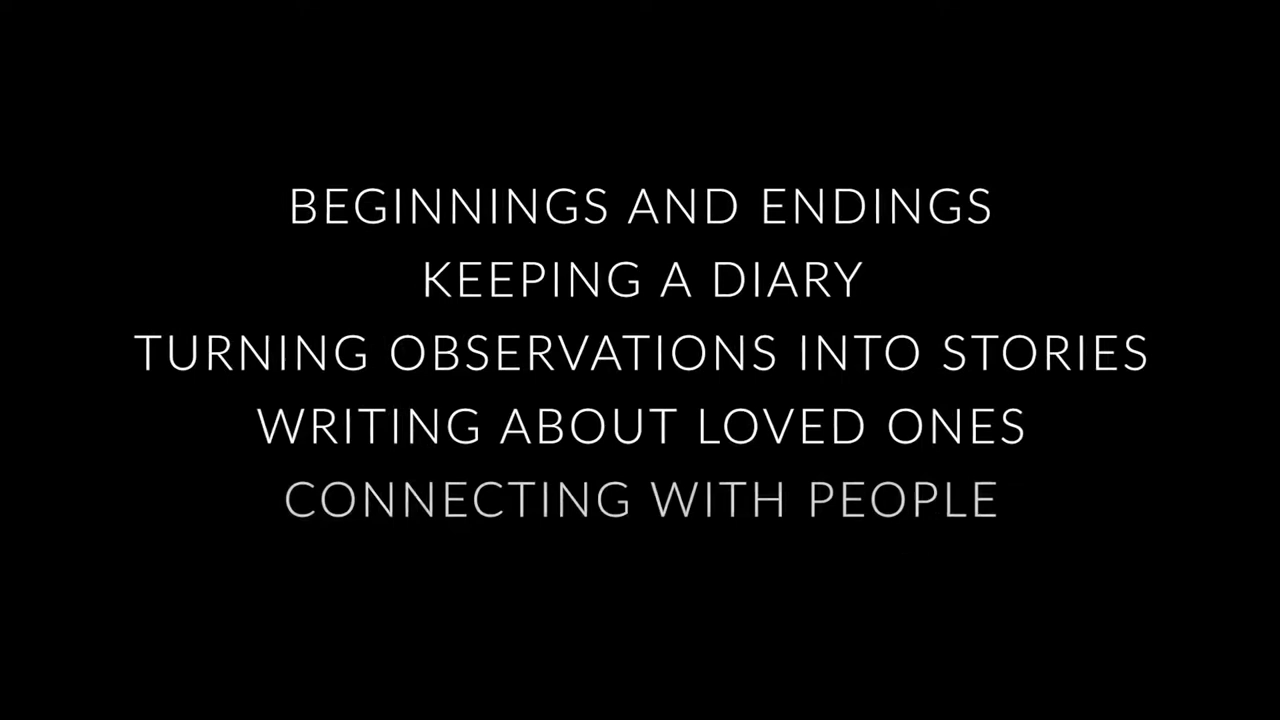 BEGINNINGS AND ENDINGS
KEEPING A DIARY
TURNING OBSERVATIONS INTO STORIES
WRITING ABOUT LOVED ONES
CONNECTING WITH PEOPLE